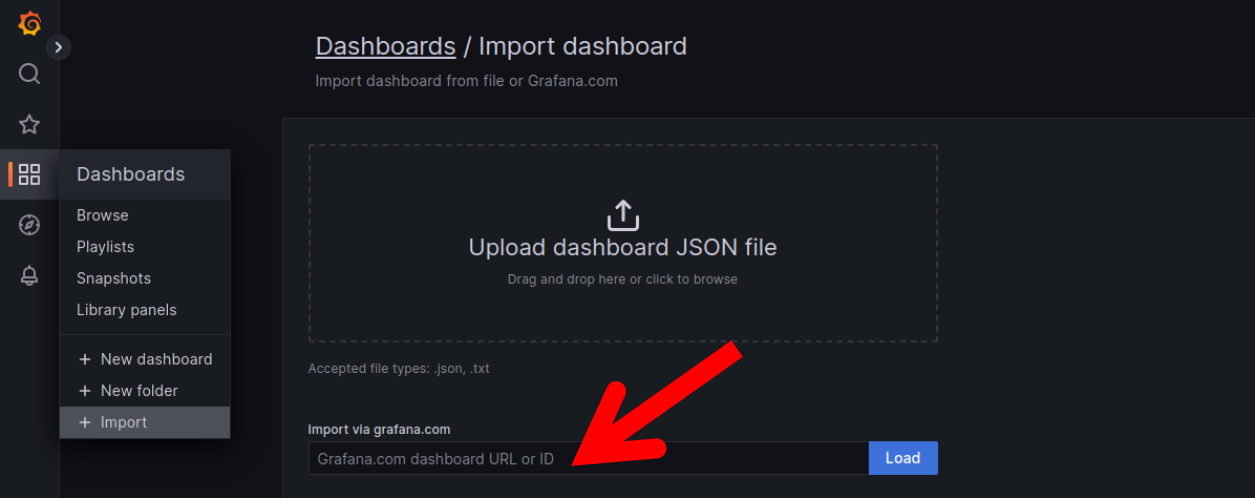 Dashboards / Import dashboard
Import dashboard from file or Grafana.com
Dashboards
Browse
Playlists
Snapshots
Library panels
+ New dashboard
+ New folder
+ Import
Upload dashboard JSON file
Drag and drop here or click to browse
Accepted file types: .json, .txt
Import via grafana.com
Grafana.com dashboard URL or ID
Load